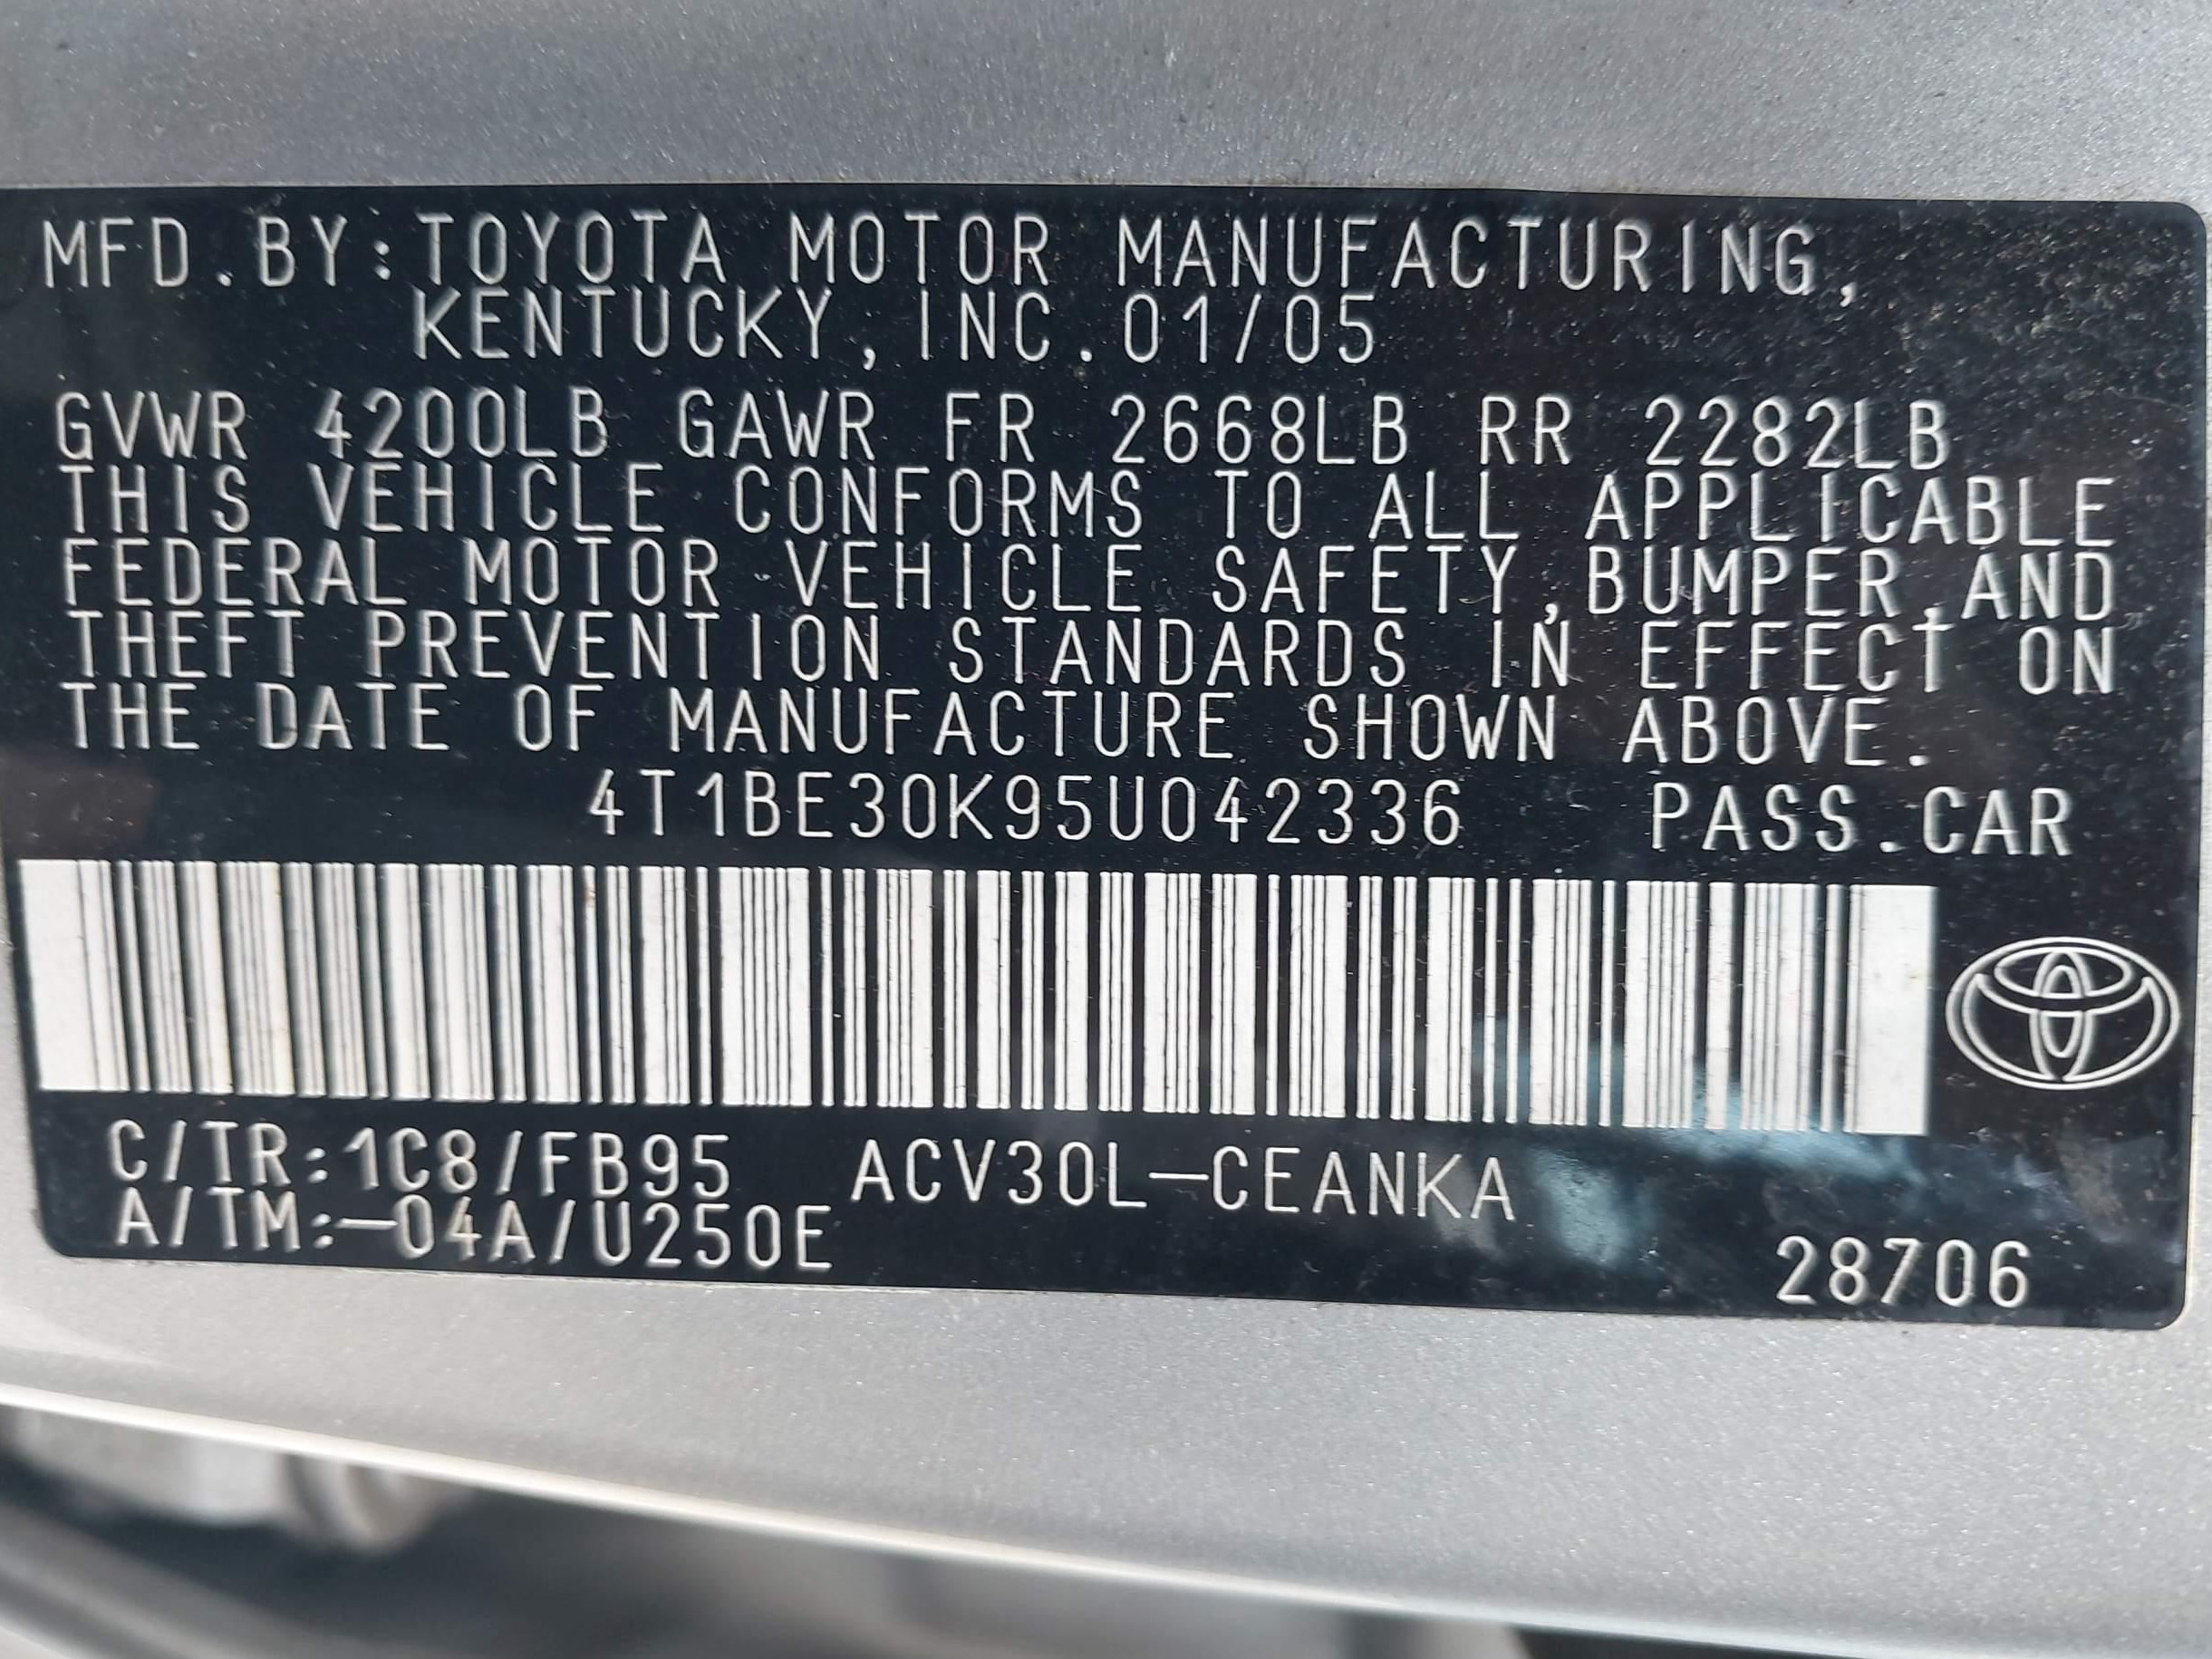 MFD.BY:TOYOTA MOTOR MANUFACTURING,
KENTUCKY, INC.01/05
GVWR 4200LB GAWR FR 2668LB RR 2282LB
THIS VEHICLE CONFORMS TO ALL APPLICABLE
FEDERAL MOTOR VEHICLE SAFETY,BUMPER,AND
THEFT PREVENTION STANDARDS IN EFFECT ON
THE DATE OF MANUFACTURE SHOWN ABOVE.
4T1BE30K95U042336 PASS.CAR
C/TR:1C8/FB95 ACV30L-CEANKA
A/TM:-04A/U250E
28706